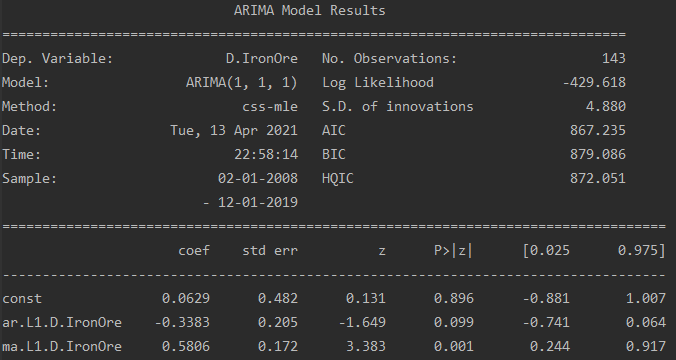 ARIMA Model Results
==============================================================================
Dep. Variable: D.IronOre No. Observations: 143
Model: ARIMA(1, 1, 1) Log Likelihood -429.618
Method: css-mle S.D. of innovations 4.880
Date: Tue, 13 Apr 2021 AIC 867.235
Time: 22:58:14 BIC 879.086
Sample: 02-01-2008 HQIC 872.051
- 12-01-2019
===================================================================================
coef std err z P>|z| [0.025 0.975]
-----------------------------------------------------------------------------------
const 0.0629 0.482 0.131 0.896 -0.881 1.007
ar.L1.D.IronOre -0.3383 0.205 -1.649 0.099 -0.741 0.064
ma.L1.D.IronOre 0.5806 0.172 3.383 0.001 0.244 0.917